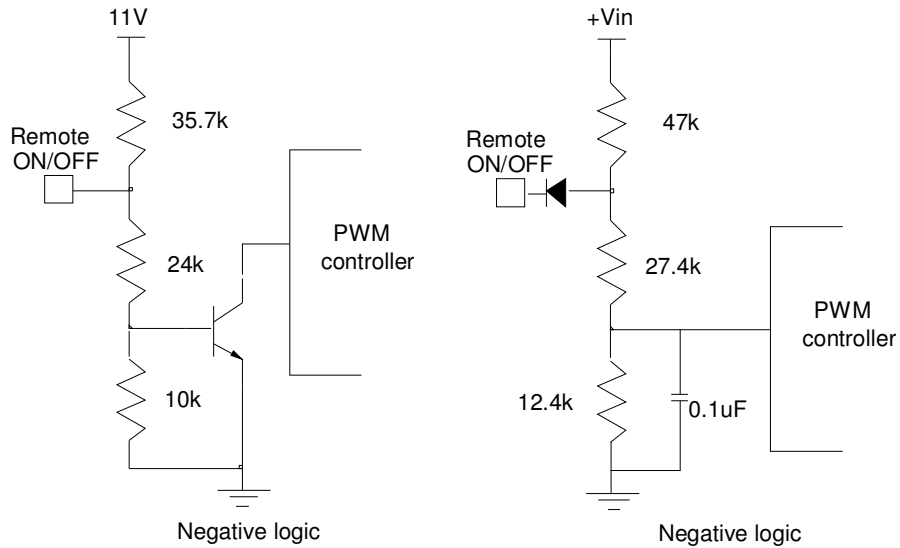 11V
35.7k
Remote
ON/OFF
24k
PWM
controller
10k
Negative logic
+Vin
47k
Remote
ON/OFF
27.4k
PWM
controller
12.4k
0.1uF
Negative logic